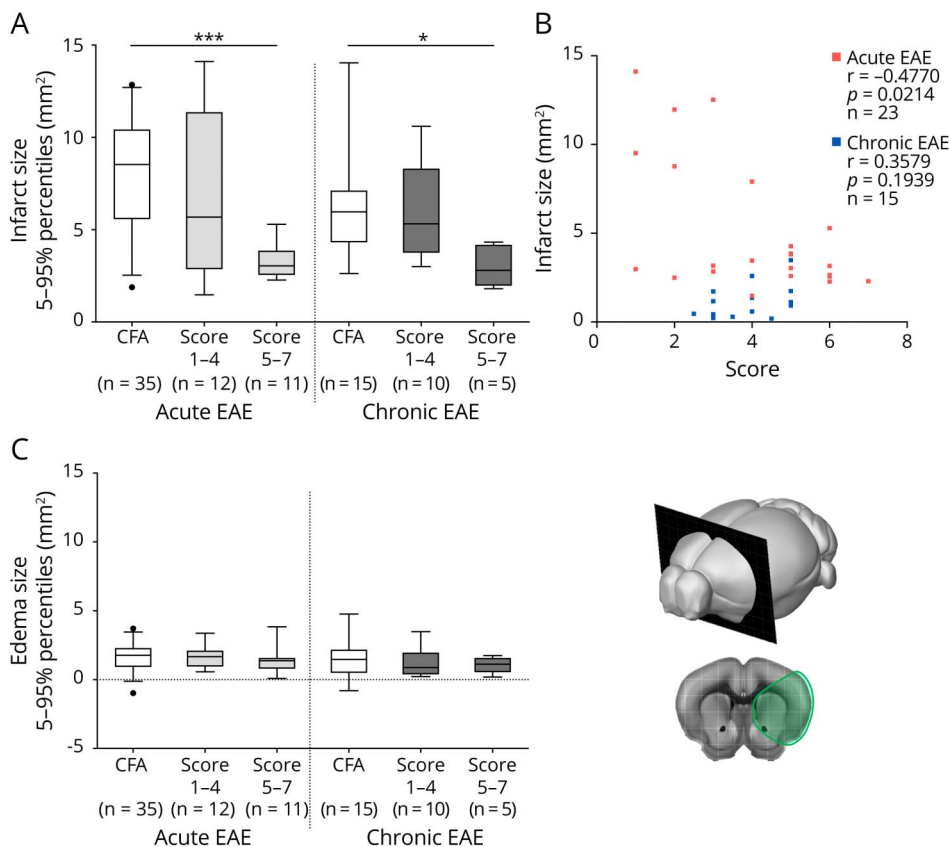 A
***
*
15
10
5
0
Infarct size
5–95% percentiles (mm²)
CFA
Score
1–4
Score
5–7
CFA
Score
1–4
Score
5–7
(n = 35) (n = 12) (n = 11) (n = 15) (n = 10) (n = 5)
Acute EAE
Chronic EAE
B
15
10
5
0
Infarct size (mm²)
0 2 4 6 8
Score
Acute EAE
r = –0.4770
p = 0.0214
n = 23
Chronic EAE
r = 0.3579
p = 0.1939
n = 15
C
15
10
5
0
-5
Edema size
5–95% percentiles (mm²)
CFA
Score
1–4
Score
5–7
CFA
Score
1–4
Score
5–7
(n = 35) (n = 12) (n = 11) (n = 15) (n = 10) (n = 5)
Acute EAE
Chronic EAE